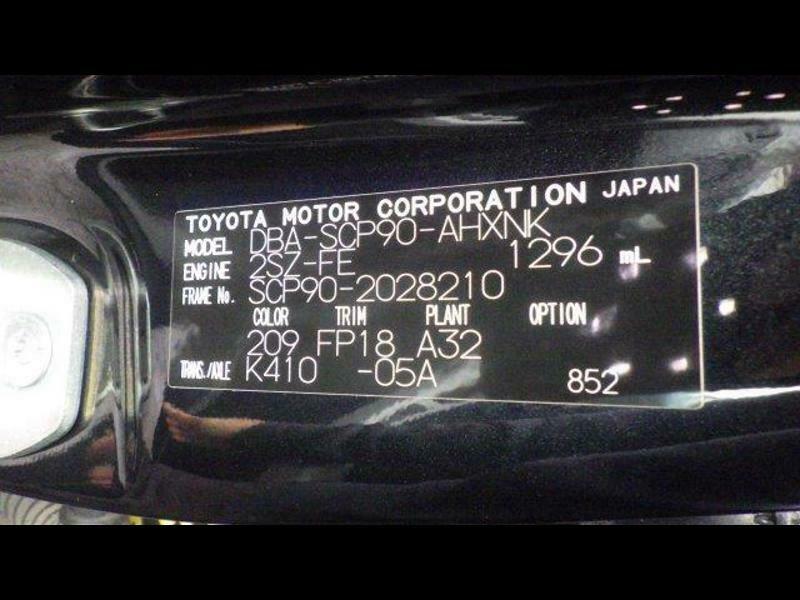 TOYOTA MOTOR CORPORATION JAPAN
MODEL DBA-SCP90-AHXNK
ENGINE 2SZ-FE 1296 mL
FRAME No. SCP90-2028210
COLOR TRIM PLANT OPTION
209 FP18 A32
TRANS./AXLE K410 -05A 852